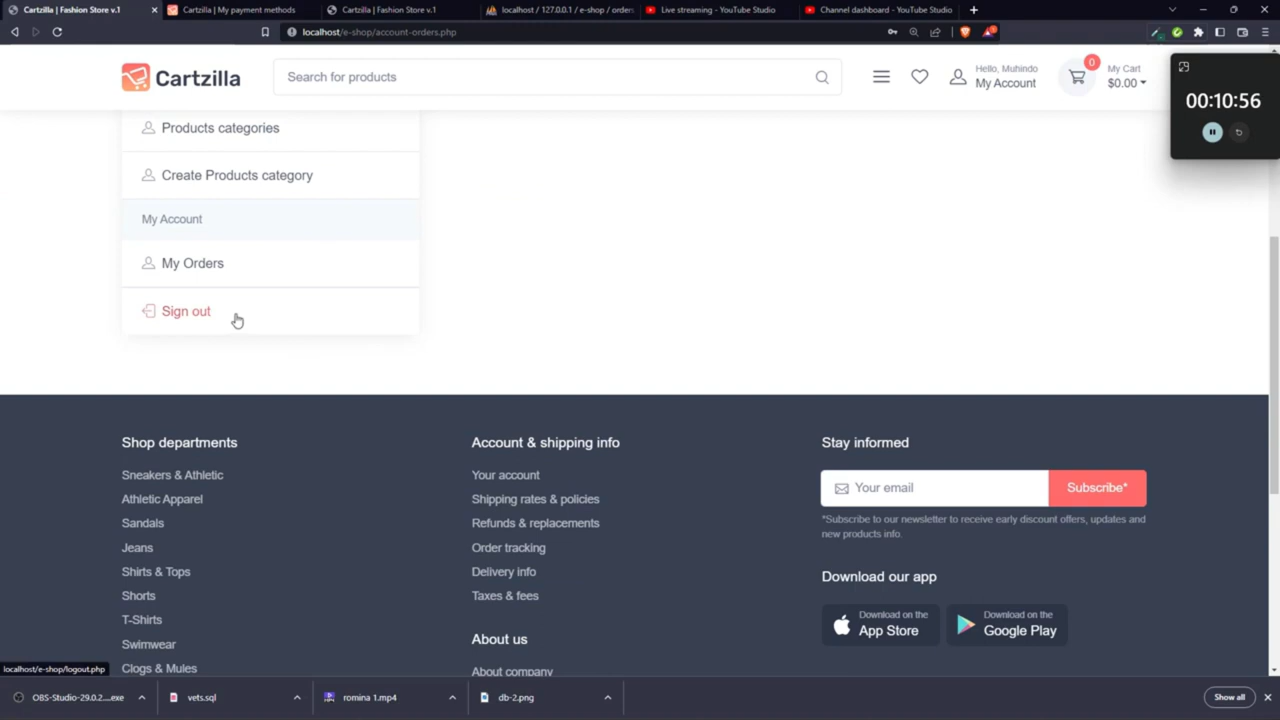 Cartzilla | Fashion Store v.1
Cartzilla | My payment methods
Cartzilla | Fashion Store v.1
localhost / 127.0.0.1 / e-shop / orders
Live streaming - YouTube Studio
Channel dashboard - YouTube Studio
localhost/e-shop/account-orders.php
Cartzilla
Search for products
Hello, Muhindo
My Account
0
My Cart
$0.00
00:10:56
Products categories
Create Products category
My Account
My Orders
Sign out
Shop departments
Sneakers & Athletic
Athletic Apparel
Sandals
Jeans
Shirts & Tops
Shorts
T-Shirts
Swimwear
Clogs & Mules
Account & shipping info
Your account
Shipping rates & policies
Refunds & replacements
Order tracking
Delivery info
Taxes & fees
About us
About company
Stay informed
Your email
Subscribe*
*Subscribe to our newsletter to receive early discount offers, updates and
new products info.
Download our app
Download on the
App Store
Download on the
Google Play
localhost/e-shop/logout.php
OBS-Studio-29.0.2....exe
vets.sql
romina 1.mp4
db-2.png
Show all